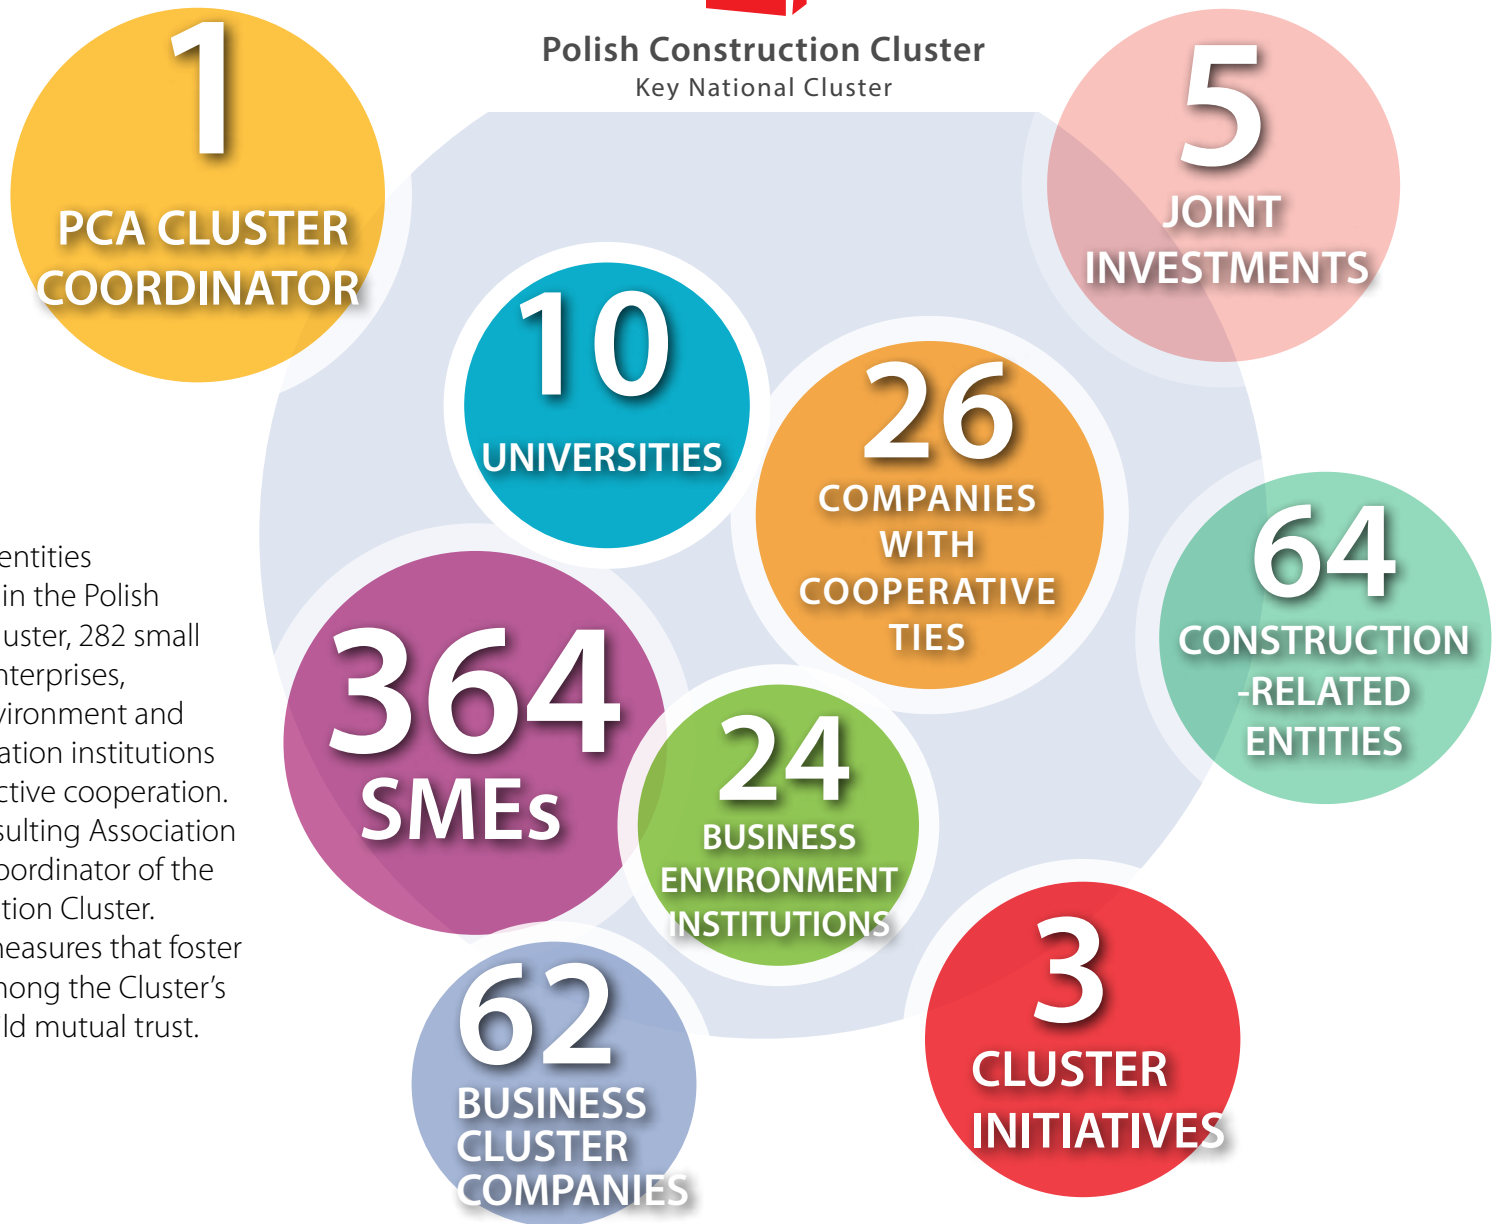 Polish Construction Cluster
Key National Cluster
1
PCA CLUSTER
COORDINATOR
5
JOINT
INVESTMENTS
10
UNIVERSITIES
26
COMPANIES
WITH
COOPERATIVE
TIES
64
CONSTRUCTION
-RELATED
ENTITIES
entities
in the Polish
luster, 282 small
nterprises,
vironment and
ation institutions
ctive cooperation.
sulting Association
oordinator of the
tion Cluster.
neasures that foster
nong the Cluster’s
ild mutual trust.
364
SMEs
24
BUSINESS
ENVIRONMENT
INSTITUTIONS
62
BUSINESS
CLUSTER
COMPANIES
3
CLUSTER
INITIATIVES